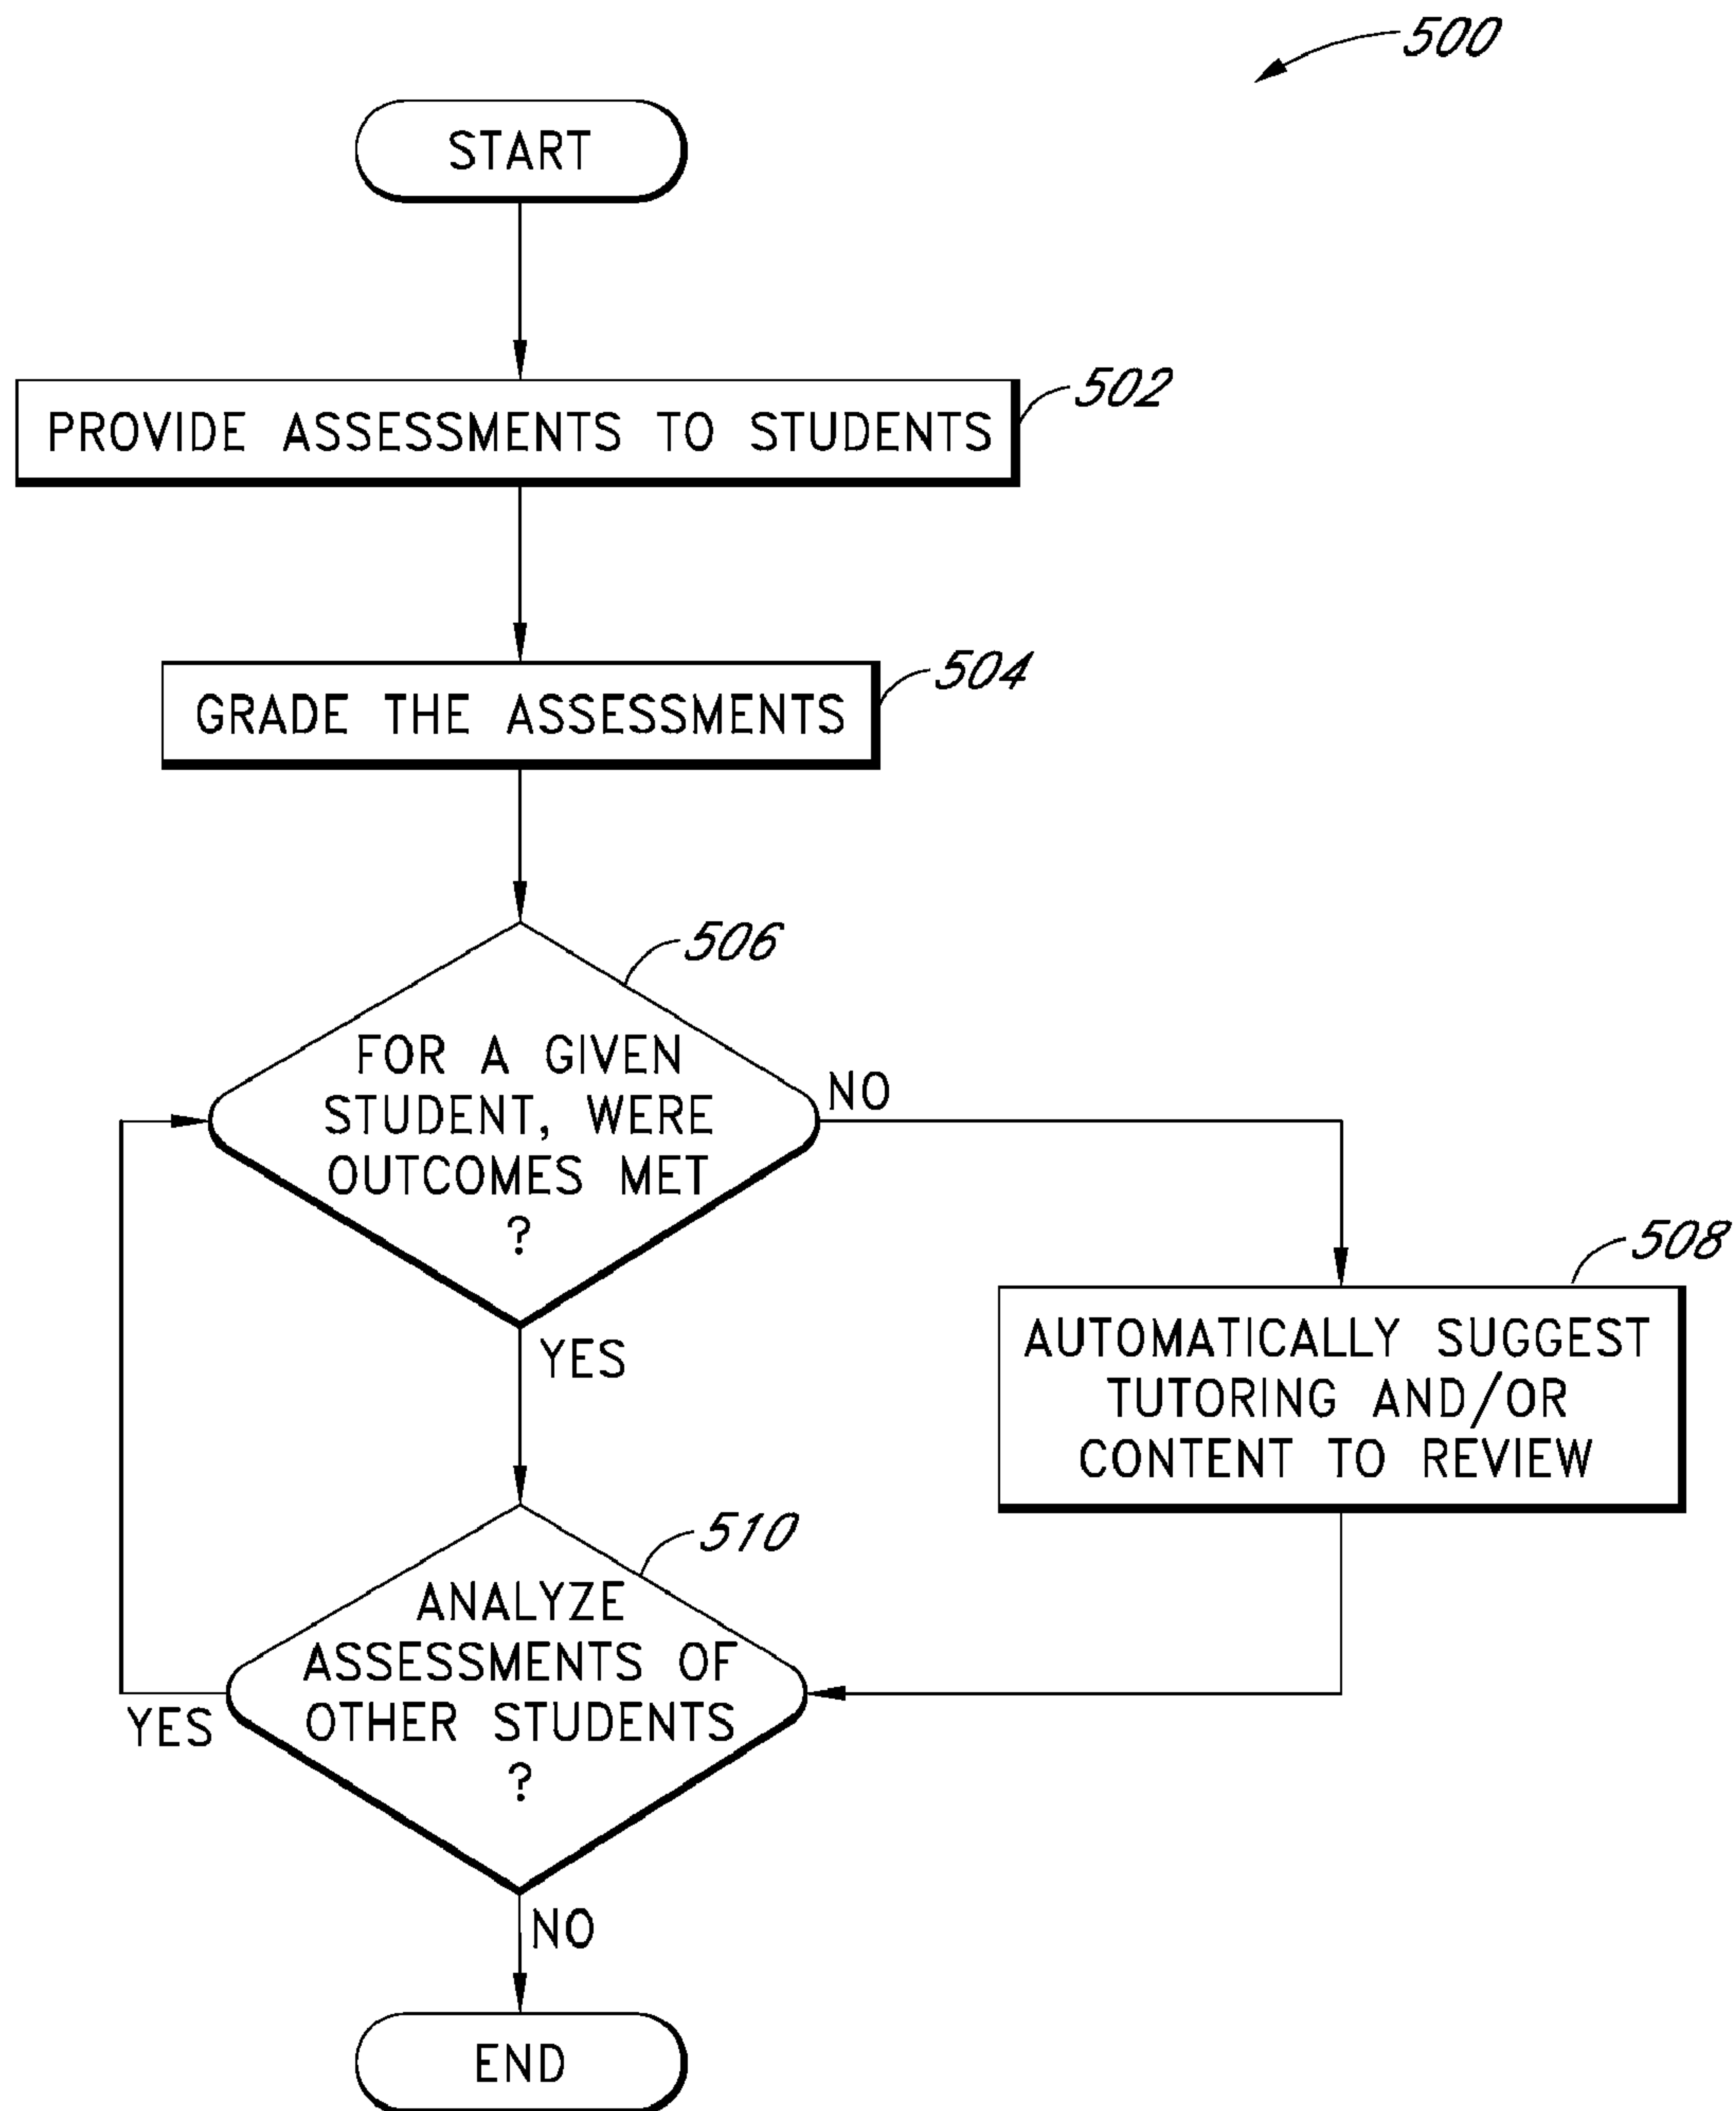 500
START
PROVIDE ASSESSMENTS TO STUDENTS
502
GRADE THE ASSESSMENTS
504
506
FOR A GIVEN
STUDENT, WERE
OUTCOMES MET
?
NO
YES
508
AUTOMATICALLY SUGGEST
TUTORING AND/OR
CONTENT TO REVIEW
510
ANALYZE
ASSESSMENTS OF
OTHER STUDENTS
?
YES
NO
END